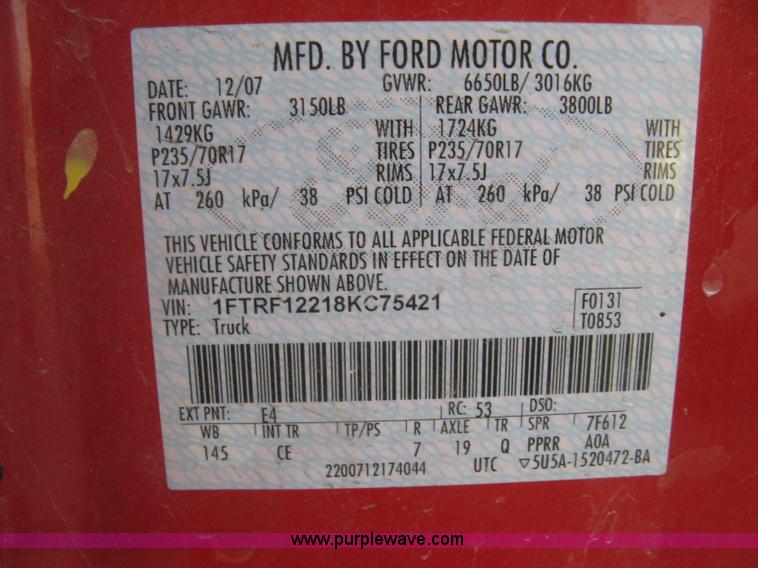 MFD. BY FORD MOTOR CO.
DATE: 12/07 GVWR: 6650LB/ 3016KG
FRONT GAWR: 3150LB REAR GAWR: 3800LB
1429KG WITH 1724KG WITH
P235/70R17 TIRES P235/70R17 TIRES
17x7.5J RIMS 17x7.5J RIMS
AT 260 kPa/ 38 PSI COLD AT 260 kPa/ 38 PSI COLD
THIS VEHICLE CONFORMS TO ALL APPLICABLE FEDERAL MOTOR
VEHICLE SAFETY STANDARDS IN EFFECT ON THE DATE OF
MANUFACTURE SHOWN ABOVE.
VIN: 1FTRF12218KC75421 F0131
TYPE: Truck T0853
EXT PNT: E4 RC: 53 DSO:
WB INT TR TP/PS R AXLE TR SPR 7F612
145 CE 7 19 Q PPRR A0A
2200712174044 UTC ▽5U5A-1520472-BA
www.purplewave.com